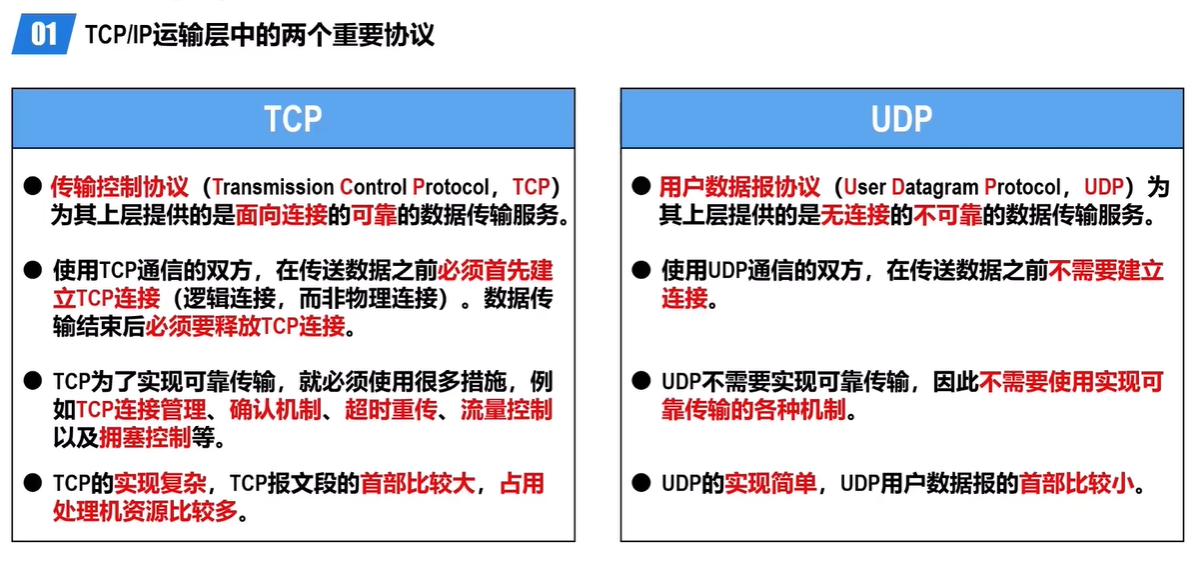 01 TCP/IP运输层中的两个重要协议
TCP
● 传输控制协议（Transmission Control Protocol，TCP）
为其上层提供的是面向连接的可靠的数据传输服务。
● 使用TCP通信的双方，在传送数据之前必须首先建
立TCP连接（逻辑连接，而非物理连接）。数据传
输结束后必须要释放TCP连接。
● TCP为了实现可靠传输，就必须使用很多措施，例
如TCP连接管理、确认机制、超时重传、流量控制
以及拥塞控制等。
● TCP的实现复杂，TCP报文段的首部比较大，占用
处理机资源比较多。
UDP
● 用户数据报协议（User Datagram Protocol，UDP）为
其上层提供的是无连接的不可靠的数据传输服务。
● 使用UDP通信的双方，在传送数据之前不需要建立
连接。
● UDP不需要实现可靠传输，因此不需要使用实现可
靠传输的各种机制。
● UDP的实现简单，UDP用户数据报的首部比较小。